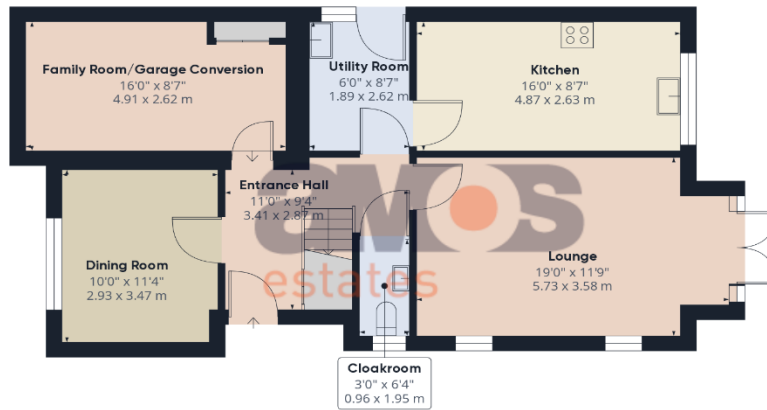 Family Room/Garage Conversion
16'0" x 8'7"
4.91 x 2.62 m
Utility Room
6'0" x 8'7"
1.89 x 2.62 m
Kitchen
16'0" x 8'7"
4.87 x 2.63 m
Entrance Hall
11'0" x 9'4"
3.41 x 2.87 m
Dining Room
10'0" x 11'4"
2.93 x 3.47 m
amos
estates
Lounge
19'0" x 11'9"
5.73 x 3.58 m
Cloakroom
3'0" x 6'4"
0.96 x 1.95 m